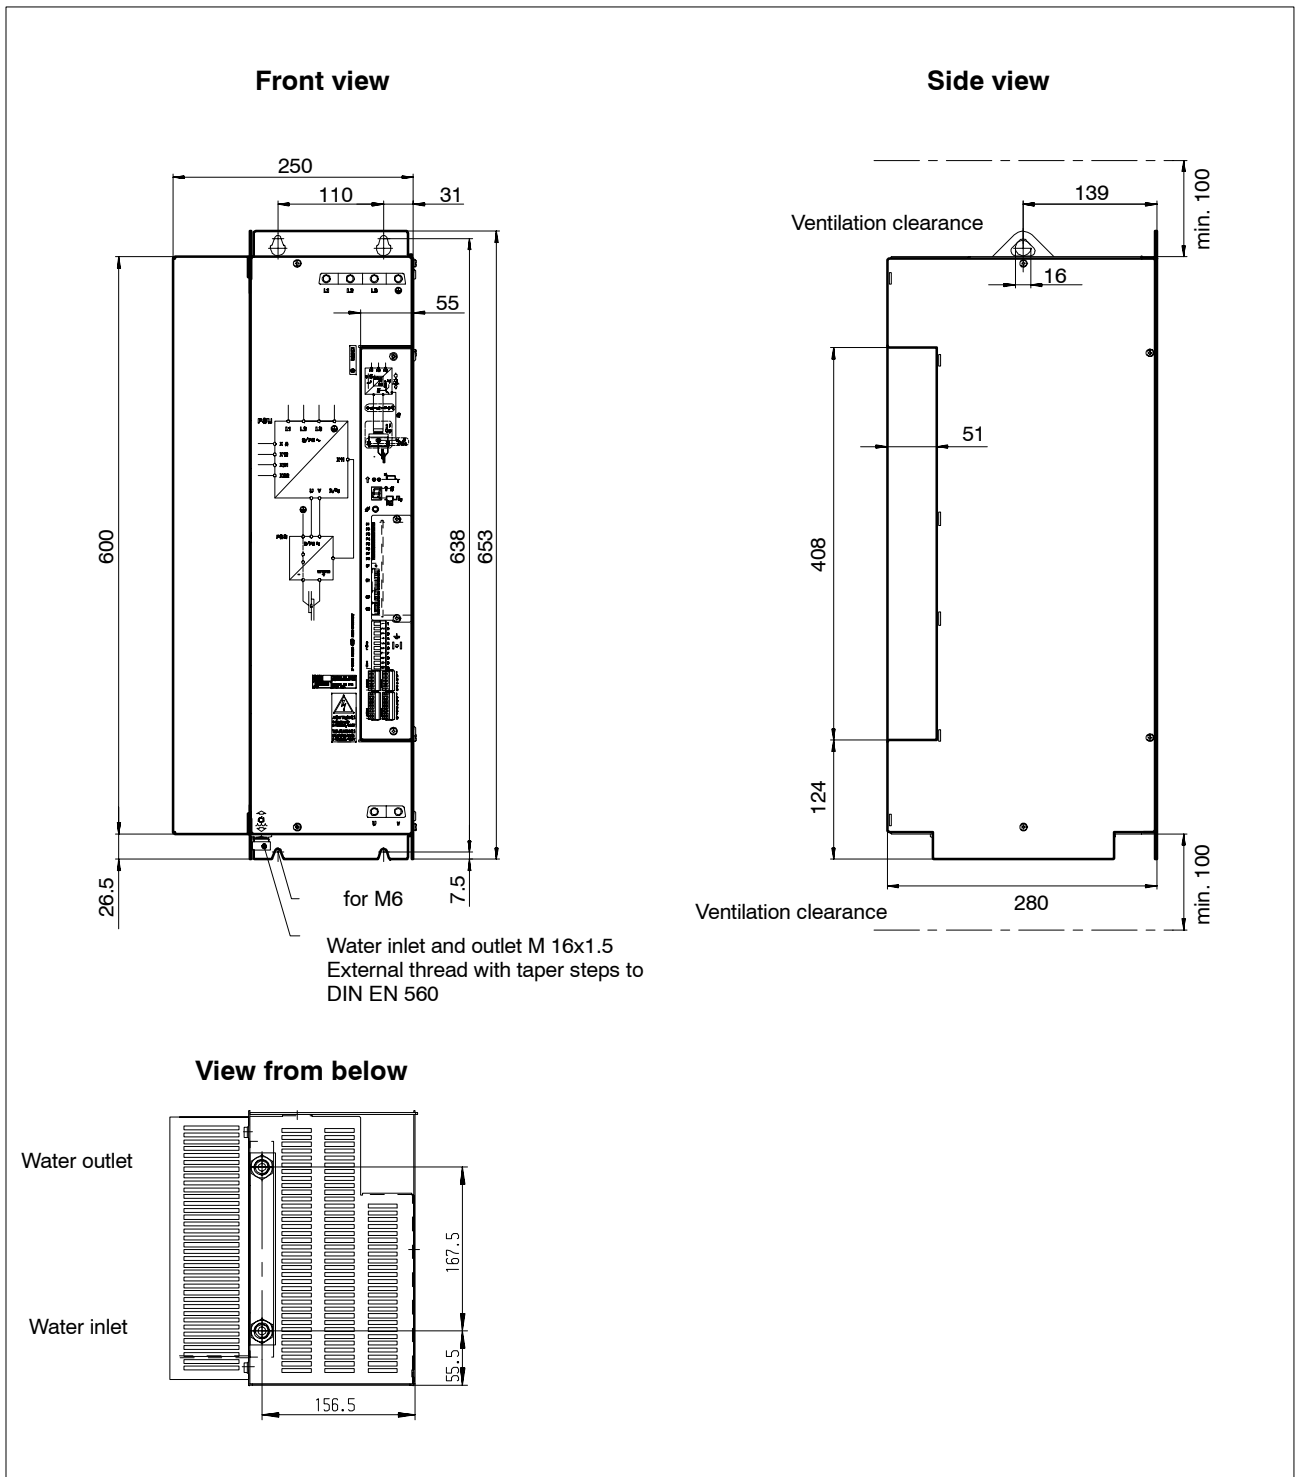 Front view
Side view
250
110
31
139
min. 100
Ventilation clearance
16
L1
L2
L3
55
51
600
638
653
408
124
U
V
26.5
7.5
for M6
280
min. 100
Ventilation clearance
Water inlet and outlet M 16x1.5
External thread with taper steps to
DIN EN 560
View from below
Water outlet
167.5
Water inlet
55.5
156.5